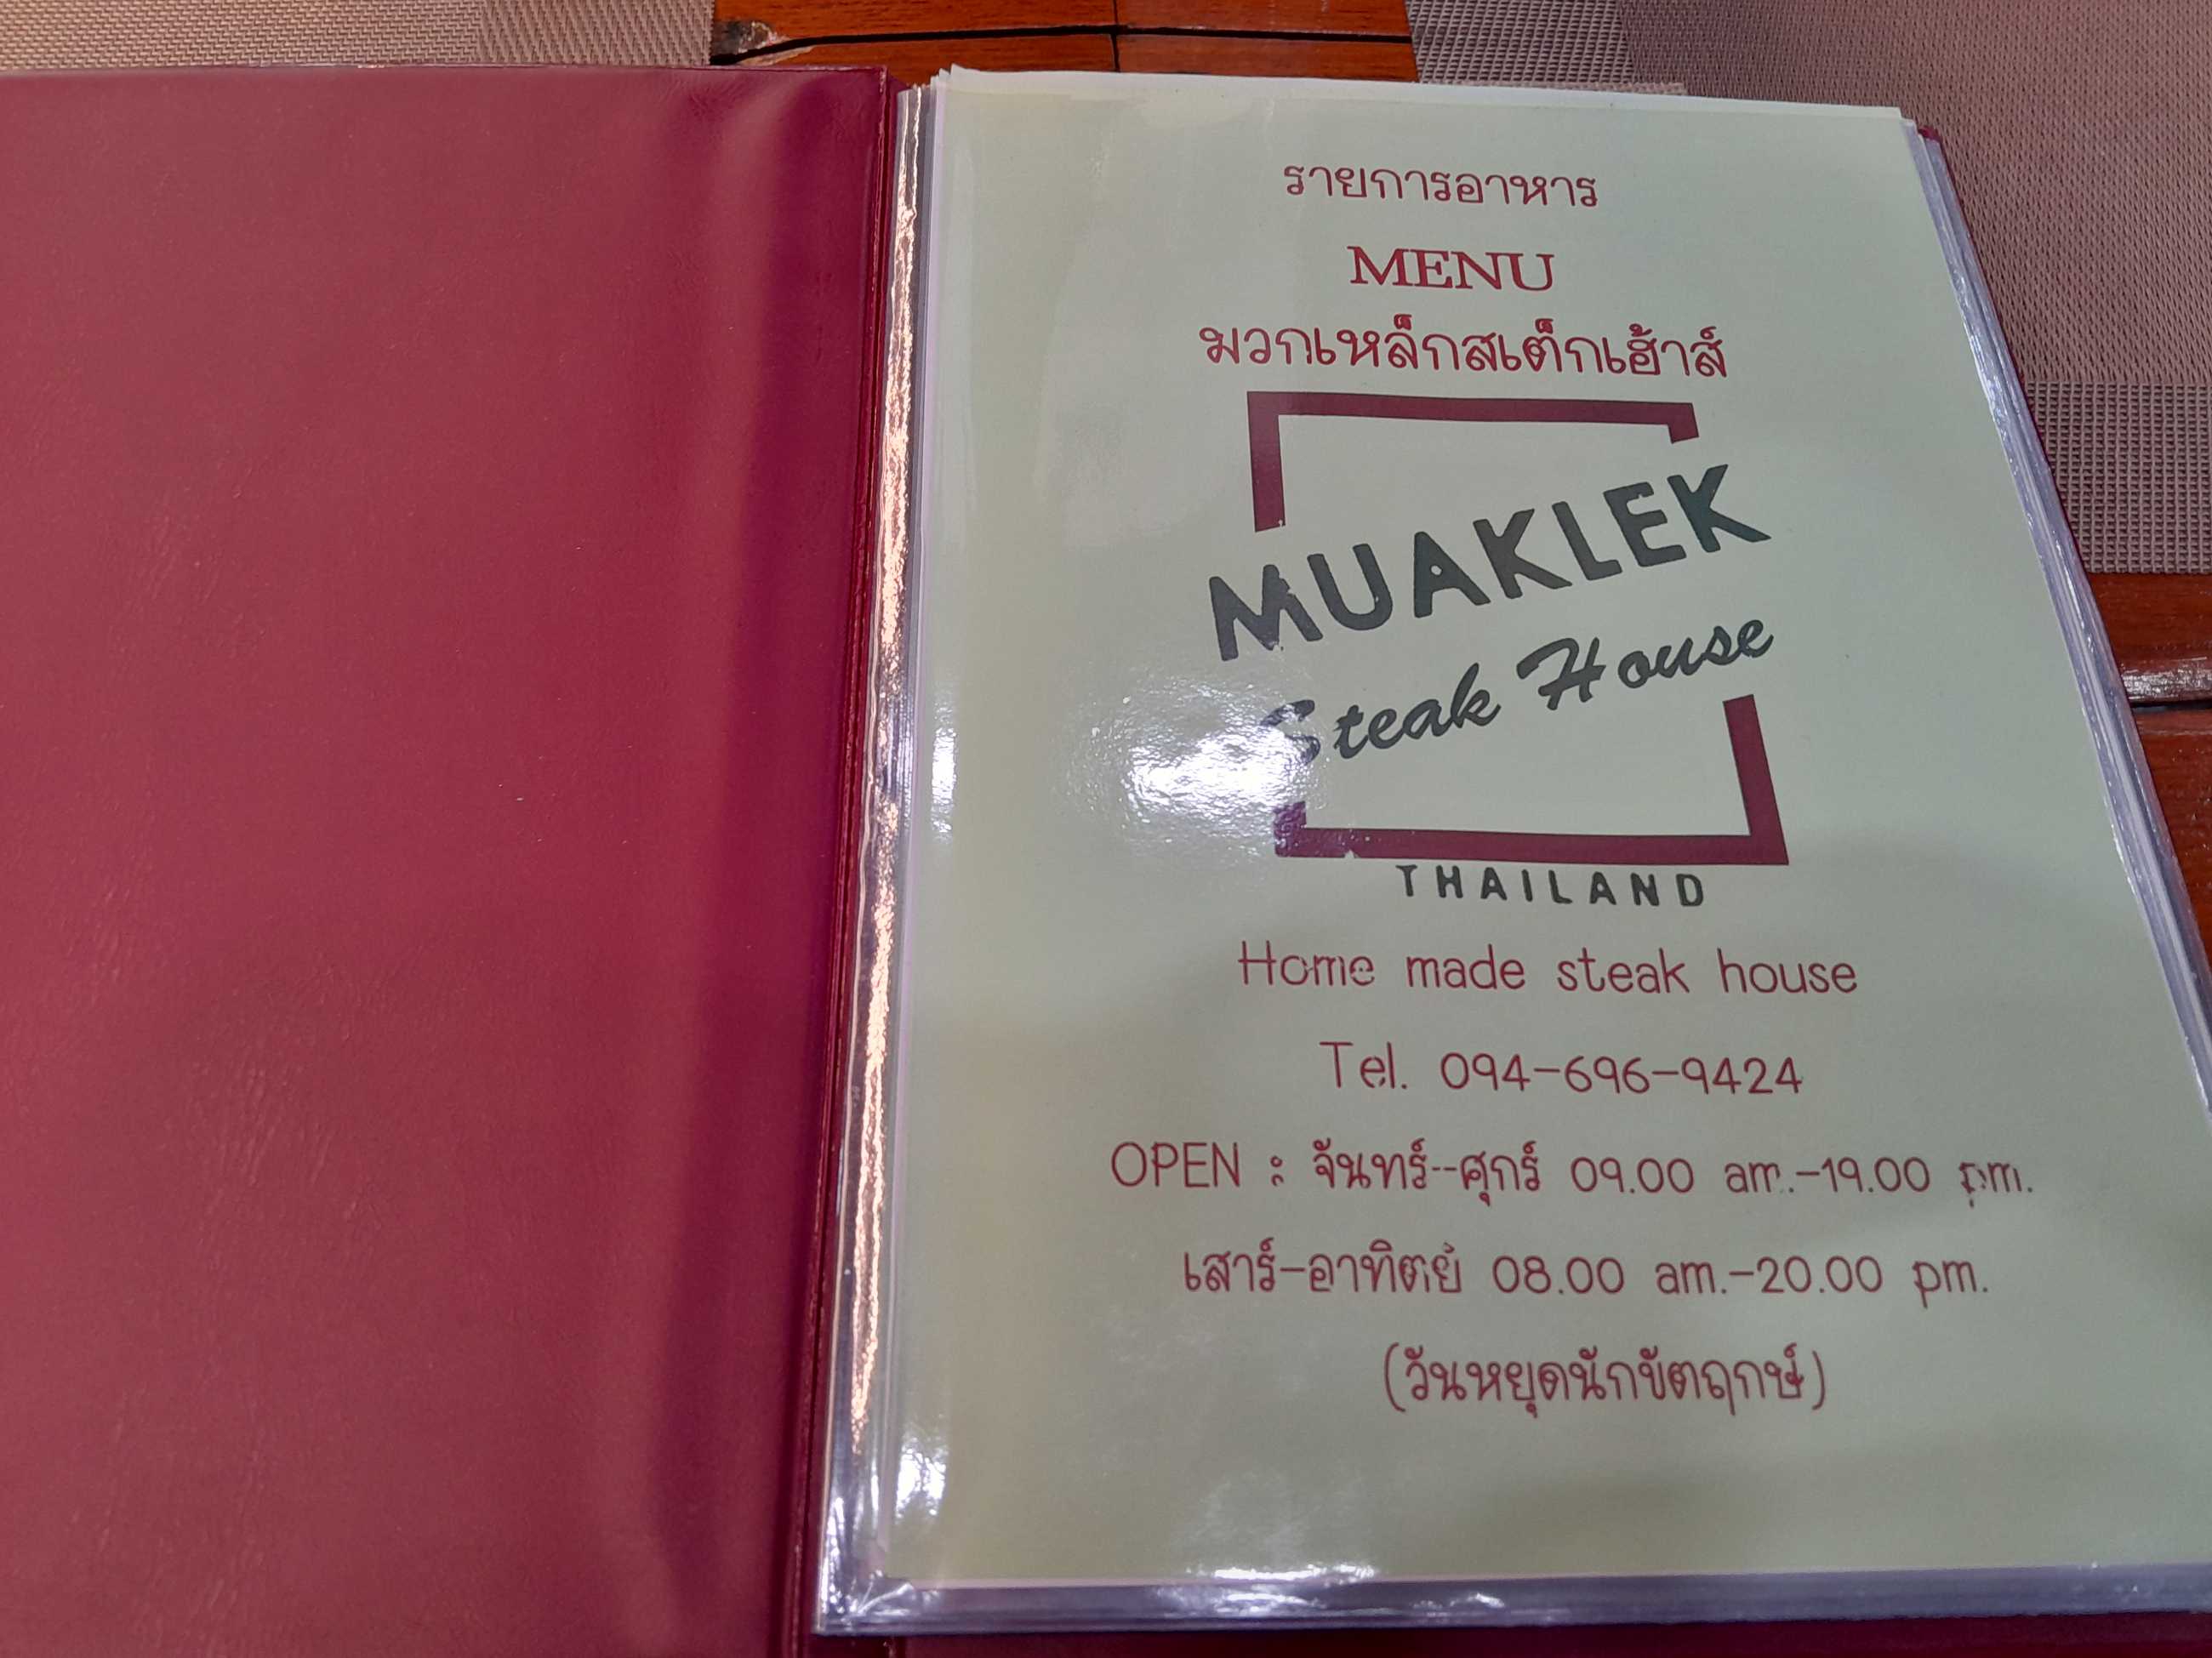 รายการอาหาร
MENU
มวกเหล็กสเต็กเฮ้าส์
MUAKLEK
Steak House
THAILAND
Home made steak house
Tel. 094-696-9424
OPEN : จันทร์--ศุกร์ 09.00 am.-19.00 pm.
เสาร์-อาทิตย์ 08.00 am.-20.00 pm.
(วันหยุดนักขัตฤกษ์)